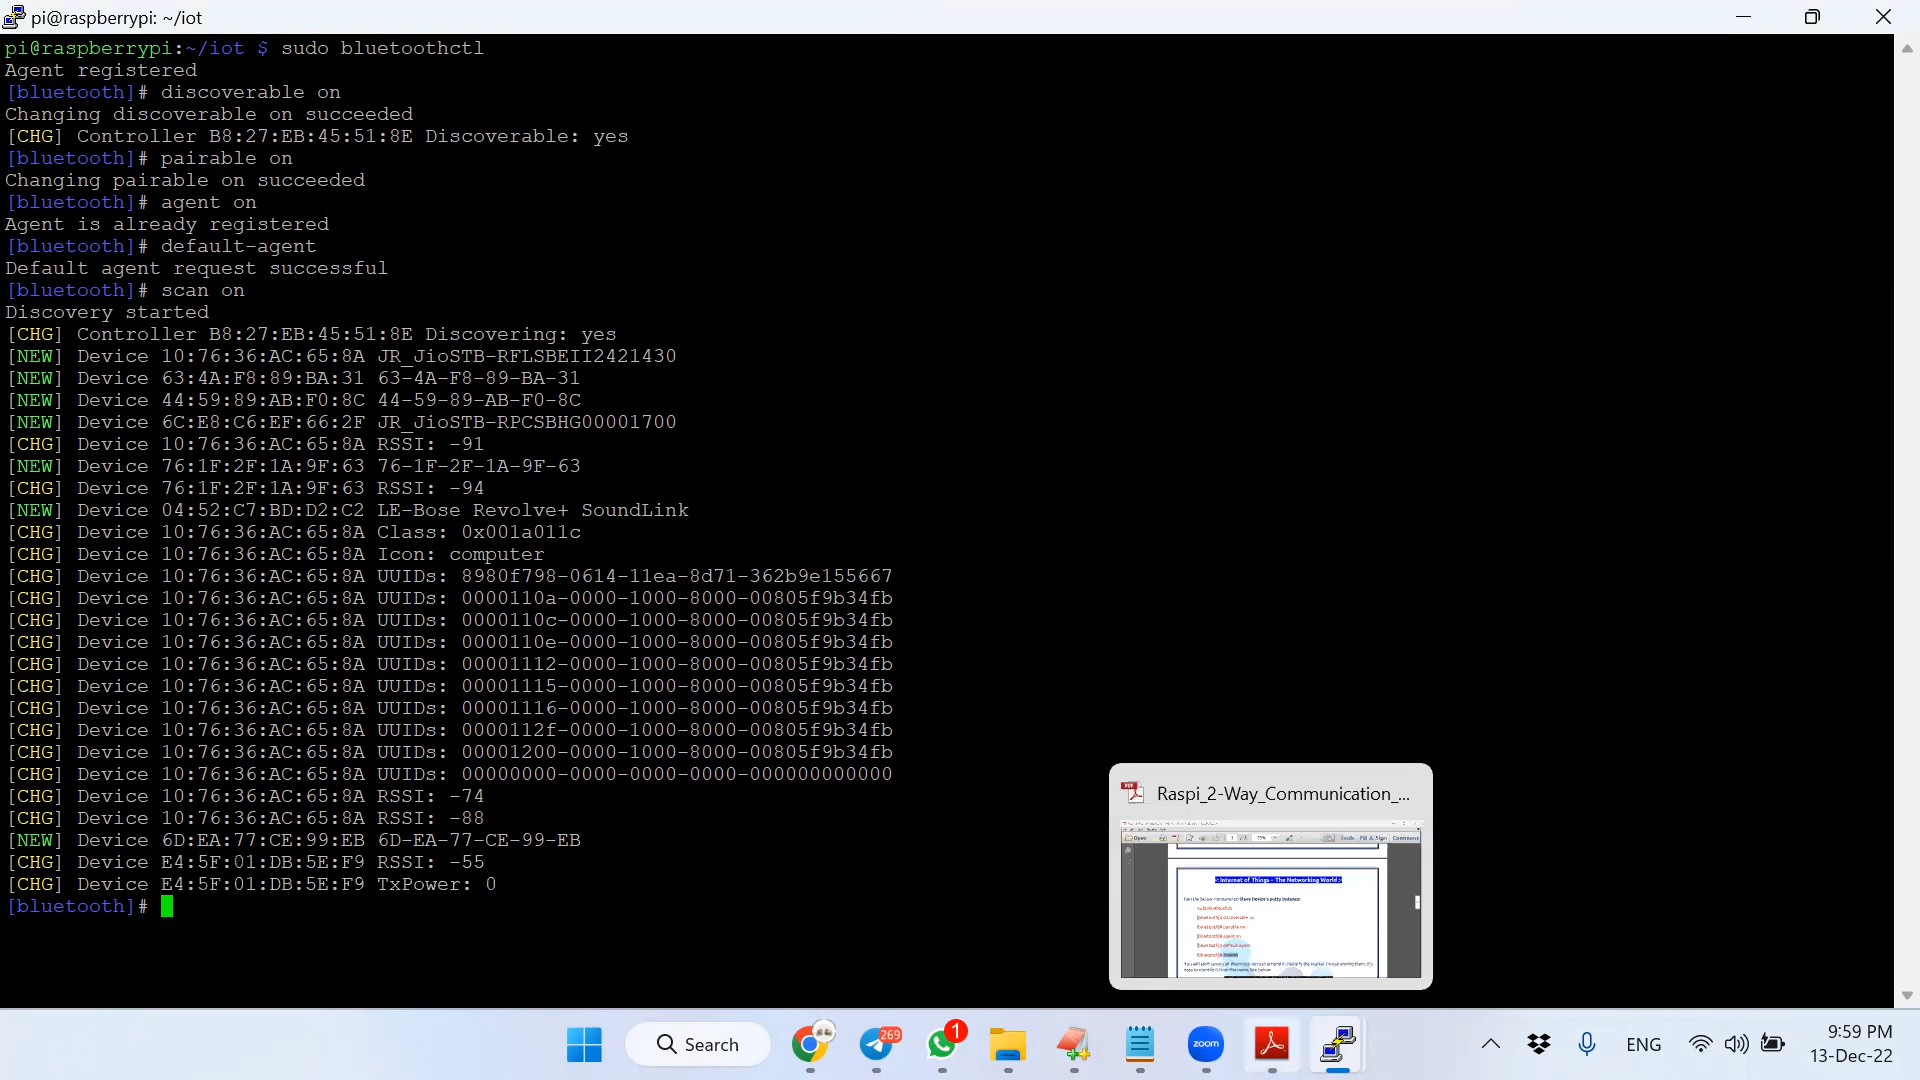 pi@raspberrypi: ~/iot
pi@raspberrypi:~/iot $ sudo bluetoothctl
Agent registered
[bluetooth]# discoverable on
Changing discoverable on succeeded
[CHG] Controller B8:27:EB:45:51:8E Discoverable: yes
[bluetooth]# pairable on
Changing pairable on succeeded
[bluetooth]# agent on
Agent is already registered
[bluetooth]# default-agent
Default agent request successful
[bluetooth]# scan on
Discovery started
[CHG] Controller B8:27:EB:45:51:8E Discovering: yes
[NEW] Device 10:76:36:AC:65:8A JR_JioSTB-RFLSBEII2421430
[NEW] Device 63:4A:F8:89:BA:31 63-4A-F8-89-BA-31
[NEW] Device 44:59:89:AB:F0:8C 44-59-89-AB-F0-8C
[NEW] Device 6C:E8:C6:EF:66:2F JR_JioSTB-RPCSBHG00001700
[CHG] Device 10:76:36:AC:65:8A RSSI: -91
[NEW] Device 76:1F:2F:1A:9F:63 76-1F-2F-1A-9F-63
[CHG] Device 76:1F:2F:1A:9F:63 RSSI: -94
[NEW] Device 04:52:C7:BD:D2:C2 LE-Bose Revolve+ SoundLink
[CHG] Device 10:76:36:AC:65:8A Class: 0x001a011c
[CHG] Device 10:76:36:AC:65:8A Icon: computer
[CHG] Device 10:76:36:AC:65:8A UUIDs: 8980f798-0614-11ea-8d71-362b9e155667
[CHG] Device 10:76:36:AC:65:8A UUIDs: 0000110a-0000-1000-8000-00805f9b34fb
[CHG] Device 10:76:36:AC:65:8A UUIDs: 0000110c-0000-1000-8000-00805f9b34fb
[CHG] Device 10:76:36:AC:65:8A UUIDs: 0000110e-0000-1000-8000-00805f9b34fb
[CHG] Device 10:76:36:AC:65:8A UUIDs: 00001112-0000-1000-8000-00805f9b34fb
[CHG] Device 10:76:36:AC:65:8A UUIDs: 00001115-0000-1000-8000-00805f9b34fb
[CHG] Device 10:76:36:AC:65:8A UUIDs: 00001116-0000-1000-8000-00805f9b34fb
[CHG] Device 10:76:36:AC:65:8A UUIDs: 0000112f-0000-1000-8000-00805f9b34fb
[CHG] Device 10:76:36:AC:65:8A UUIDs: 00001200-0000-1000-8000-00805f9b34fb
[CHG] Device 10:76:36:AC:65:8A UUIDs: 00000000-0000-0000-0000-000000000000
[CHG] Device 10:76:36:AC:65:8A RSSI: -74
[CHG] Device 10:76:36:AC:65:8A RSSI: -88
[NEW] Device 6D:EA:77:CE:99:EB 6D-EA-77-CE-99-EB
[CHG] Device E4:5F:01:DB:5E:F9 RSSI: -55
[CHG] Device E4:5F:01:DB:5E:F9 TxPower: 0
[bluetooth]#
Raspi_2-Way_Communication_...
Open
Tools Fill & Sign Comment
< Internet of Things – The Networking World >
Search
269
1
zoom
ENG
9:59 PM
13-Dec-22